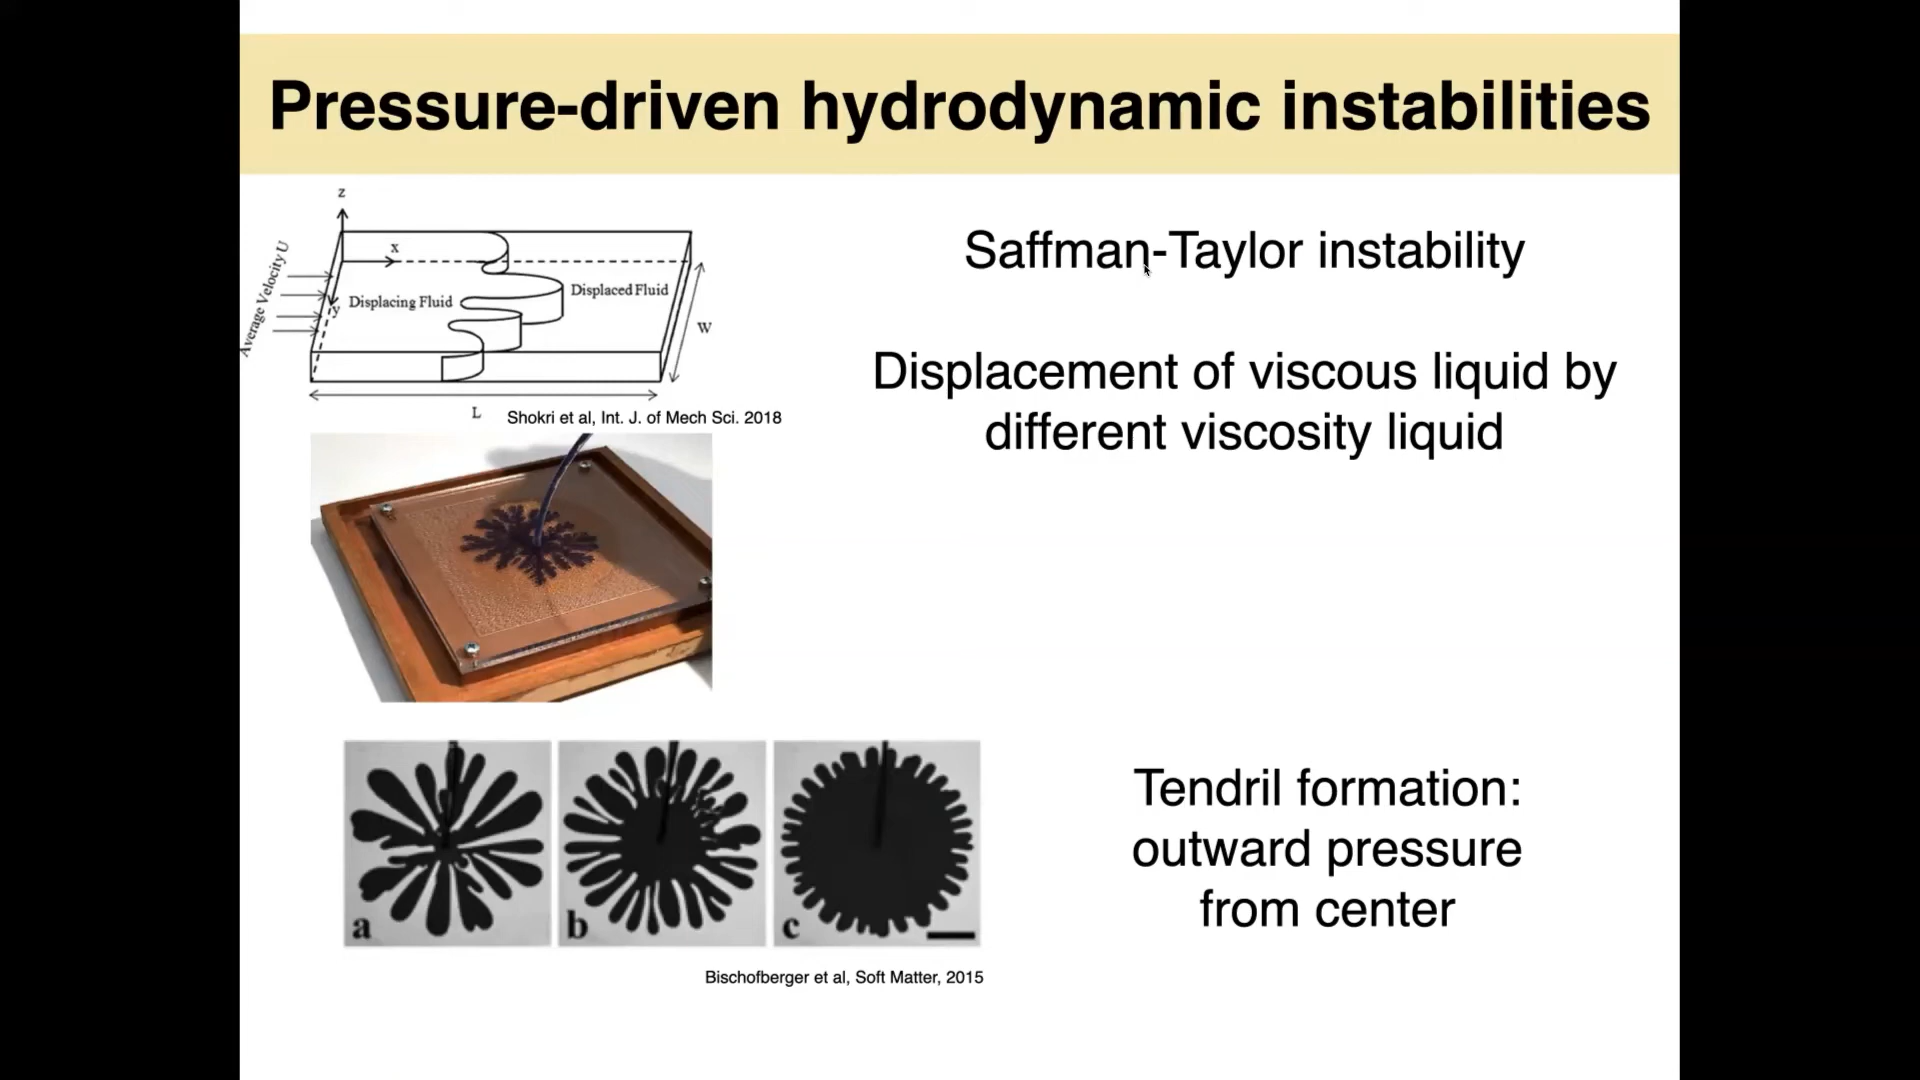 Pressure-driven hydrodynamic instabilities
z
x
Average Velocity U
y
Displacing Fluid
Displaced Fluid
W
L
Shokri et al, Int. J. of Mech Sci. 2018
Saffman-Taylor instability
Displacement of viscous liquid by
different viscosity liquid
a
b
c
Bischofberger et al, Soft Matter, 2015
Tendril formation:
outward pressure
from center